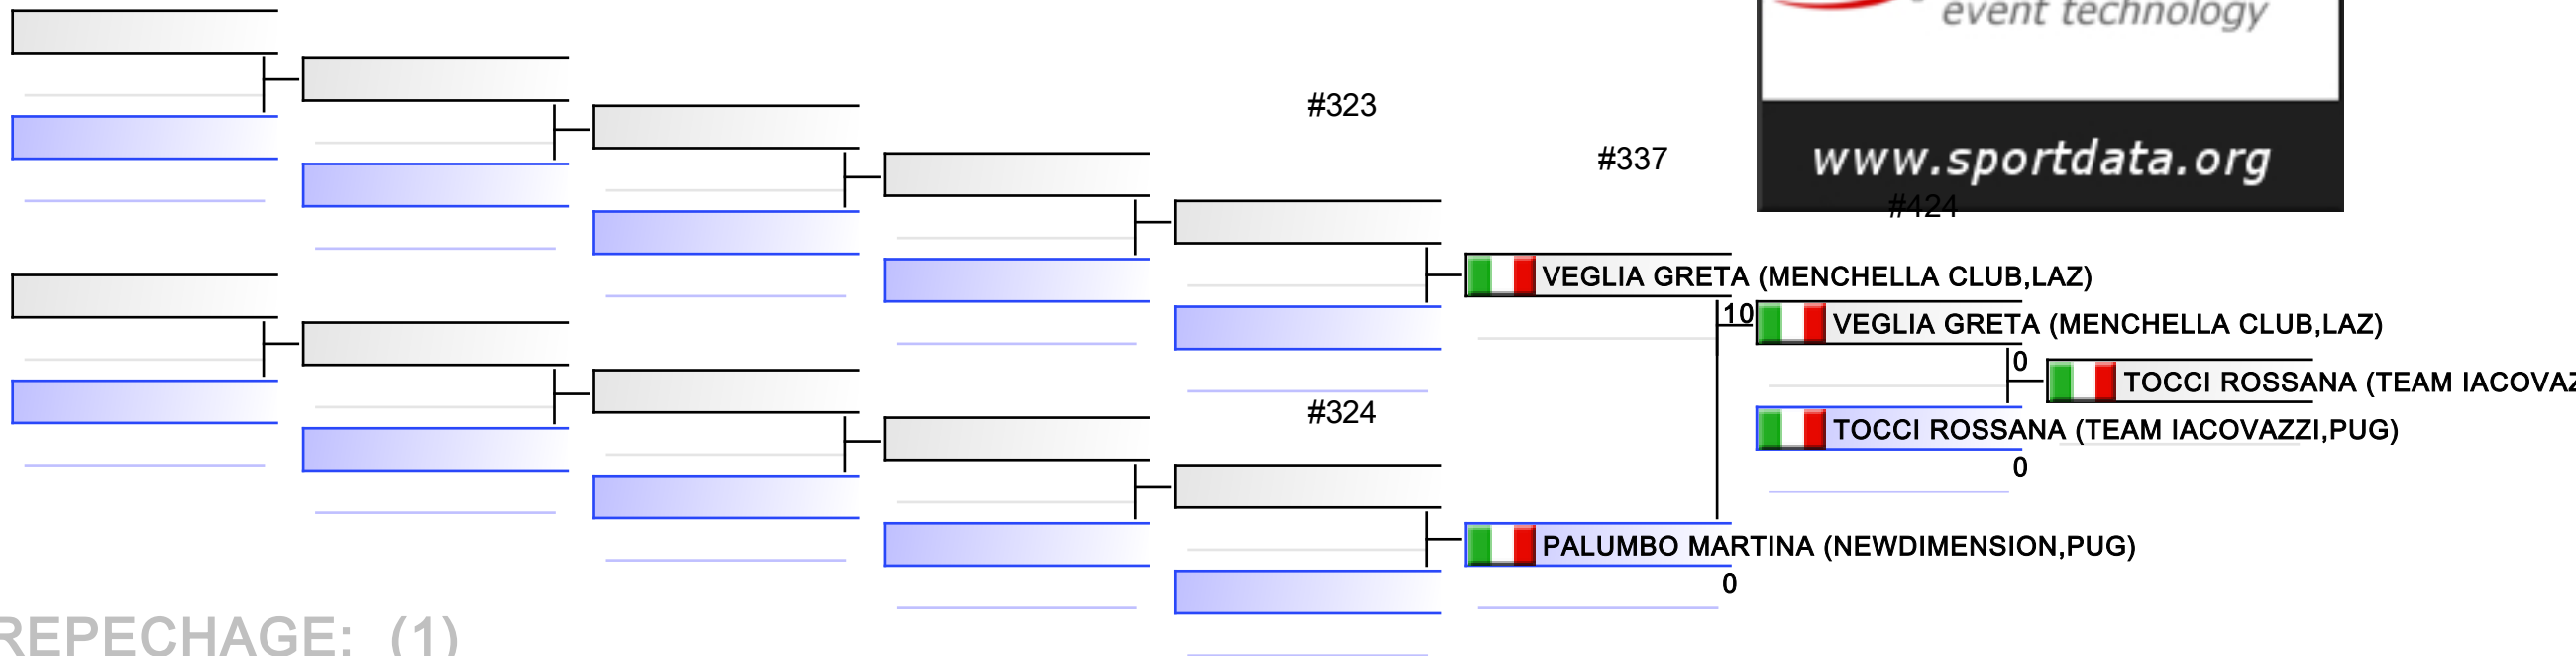 event technology
#323
#337
www.sportdata.org
#424
VEGLIA GRETA (MENCHELLA CLUB,LAZ)
10
VEGLIA GRETA (MENCHELLA CLUB,LAZ)
0
TOCCI ROSSANA (TEAM IACOVAZ
#324
TOCCI ROSSANA (TEAM IACOVAZZI,PUG)
0
PALUMBO MARTINA (NEWDIMENSION,PUG)
0
REPECHAGE: (1)